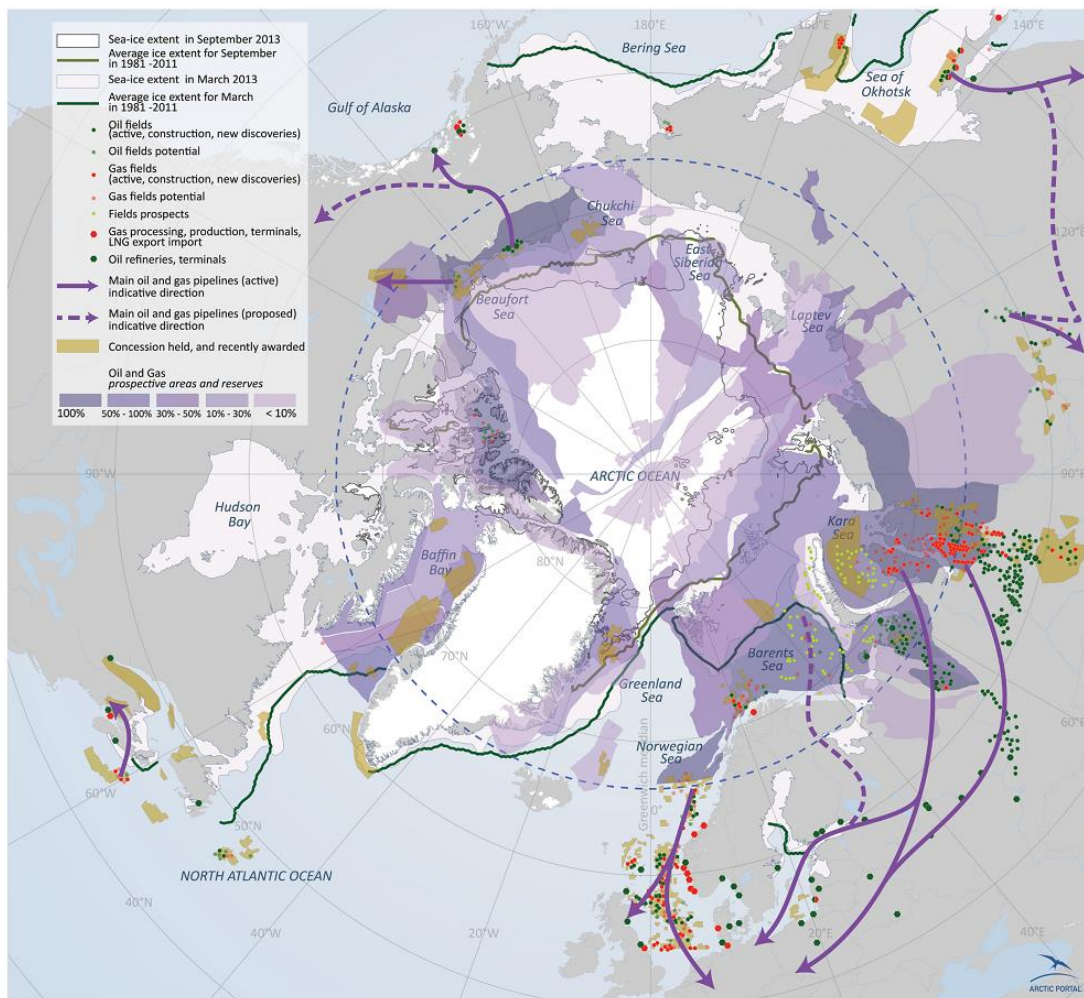 Sea-ice extent in September 2013
Average ice extent for September
in 1981 -2011
Sea-ice extent in March 2013
Average ice extent for March
in 1981 -2011
Oil fields
(active, construction, new discoveries)
Oil fields potential
Gas fields
(active, construction, new discoveries)
Gas fields potential
Fields prospects
Gas processing, production, terminals,
LNG export import
Oil refineries, terminals
Main oil and gas pipelines (active)
indicative direction
Main oil and gas pipelines (proposed)
indicative direction
Concession held, and recently awarded
Oil and Gas
prospective areas and reserves
100% 50% - 100% 30% - 50% 10% - 30% < 10%
160°W
180°E
160°E
140°E
Bering Sea
Sea of
Okhotsk
Gulf of Alaska
120°E
Chukchi
Sea
East
Siberian
Sea
Beaufort
Sea
Laptev
Sea
90°W
ARCTIC OCEAN
90°E
Hudson
Bay
Kara
Sea
Baffin
Bay
80°N
70°N
Barents
Sea
Greenland
Sea
60°N
60°E
Norwegian
Sea
Greenwich meridian
0°
60°W
50°N
NORTH ATLANTIC OCEAN
40°N
40°W
20°W
20°E
40°E
ARCTIC PORTAL